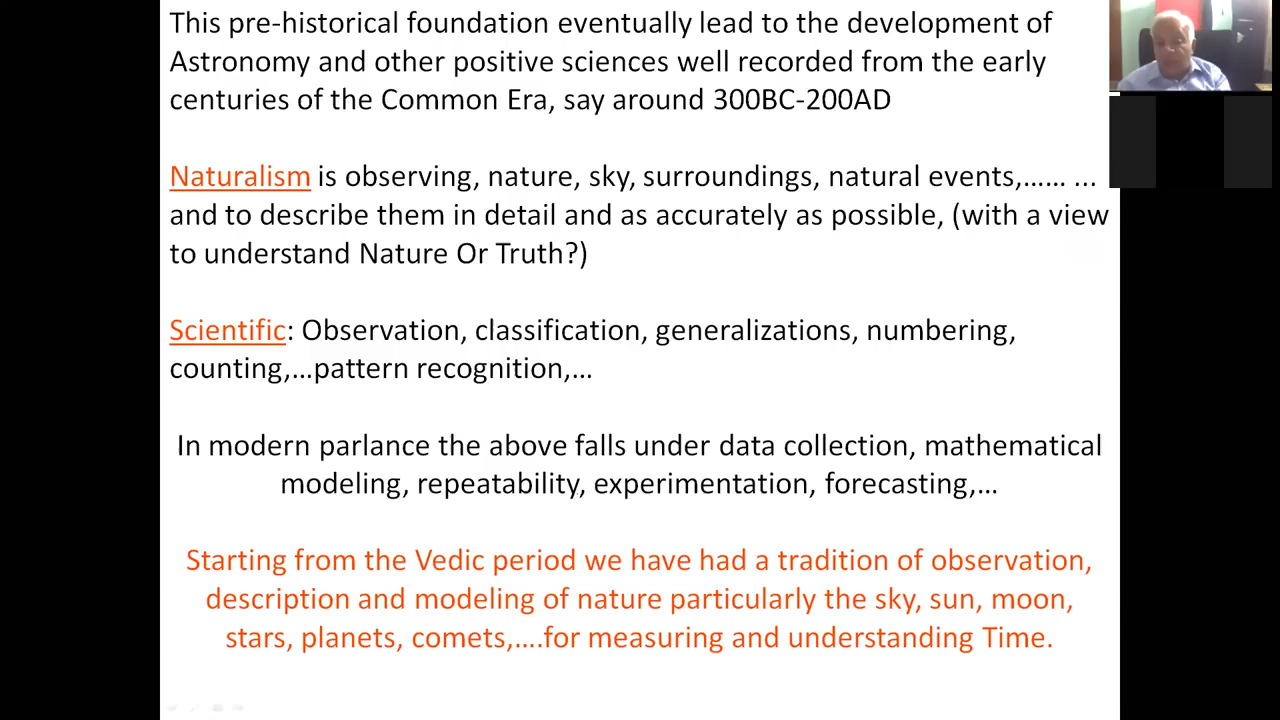 This pre-historical foundation eventually lead to the development of
Astronomy and other positive sciences well recorded from the early
centuries of the Common Era, say around 300BC-200AD
Naturalism is observing, nature, sky, surroundings, natural events,…… ...
and to describe them in detail and as accurately as possible, (with a view
to understand Nature Or Truth?)
Scientific: Observation, classification, generalizations, numbering,
counting,…pattern recognition,…
In modern parlance the above falls under data collection, mathematical
modeling, repeatability, experimentation, forecasting,…
Starting from the Vedic period we have had a tradition of observation,
description and modeling of nature particularly the sky, sun, moon,
stars, planets, comets,….for measuring and understanding Time.